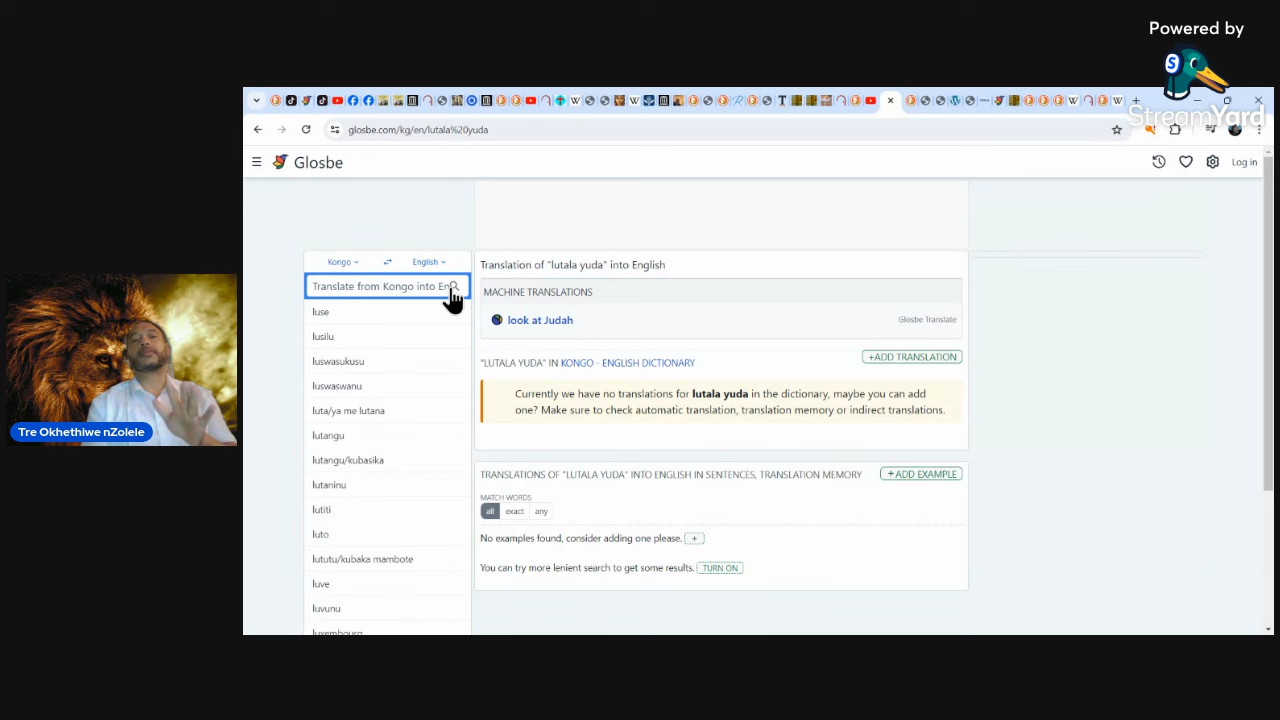 Powered by
StreamYard
glosbe.com/kg/en/lutala%20yuda
Glosbe
Log in
Kongo
English
Translate from Kongo into En
luse
lusilu
luswasukusu
luswaswanu
luta/ya me lutana
lutangu
lutangu/kubasika
lutaninu
lutiti
luto
lututu/kubaka mambote
luve
luvunu
luxembourg
Translation of "lutala yuda" into English
MACHINE TRANSLATIONS
look at Judah
Glosbe Translate
"LUTALA YUDA" IN KONGO - ENGLISH DICTIONARY
+ADD TRANSLATION
Currently we have no translations for lutala yuda in the dictionary, maybe you can add
one? Make sure to check automatic translation, translation memory or indirect translations.
TRANSLATIONS OF "LUTALA YUDA" INTO ENGLISH IN SENTENCES, TRANSLATION MEMORY
+ADD EXAMPLE
MATCH WORDS
all exact any
No examples found, consider adding one please. +
You can try more lenient search to get some results. TURN ON
Tre Okhethiwe nZolele